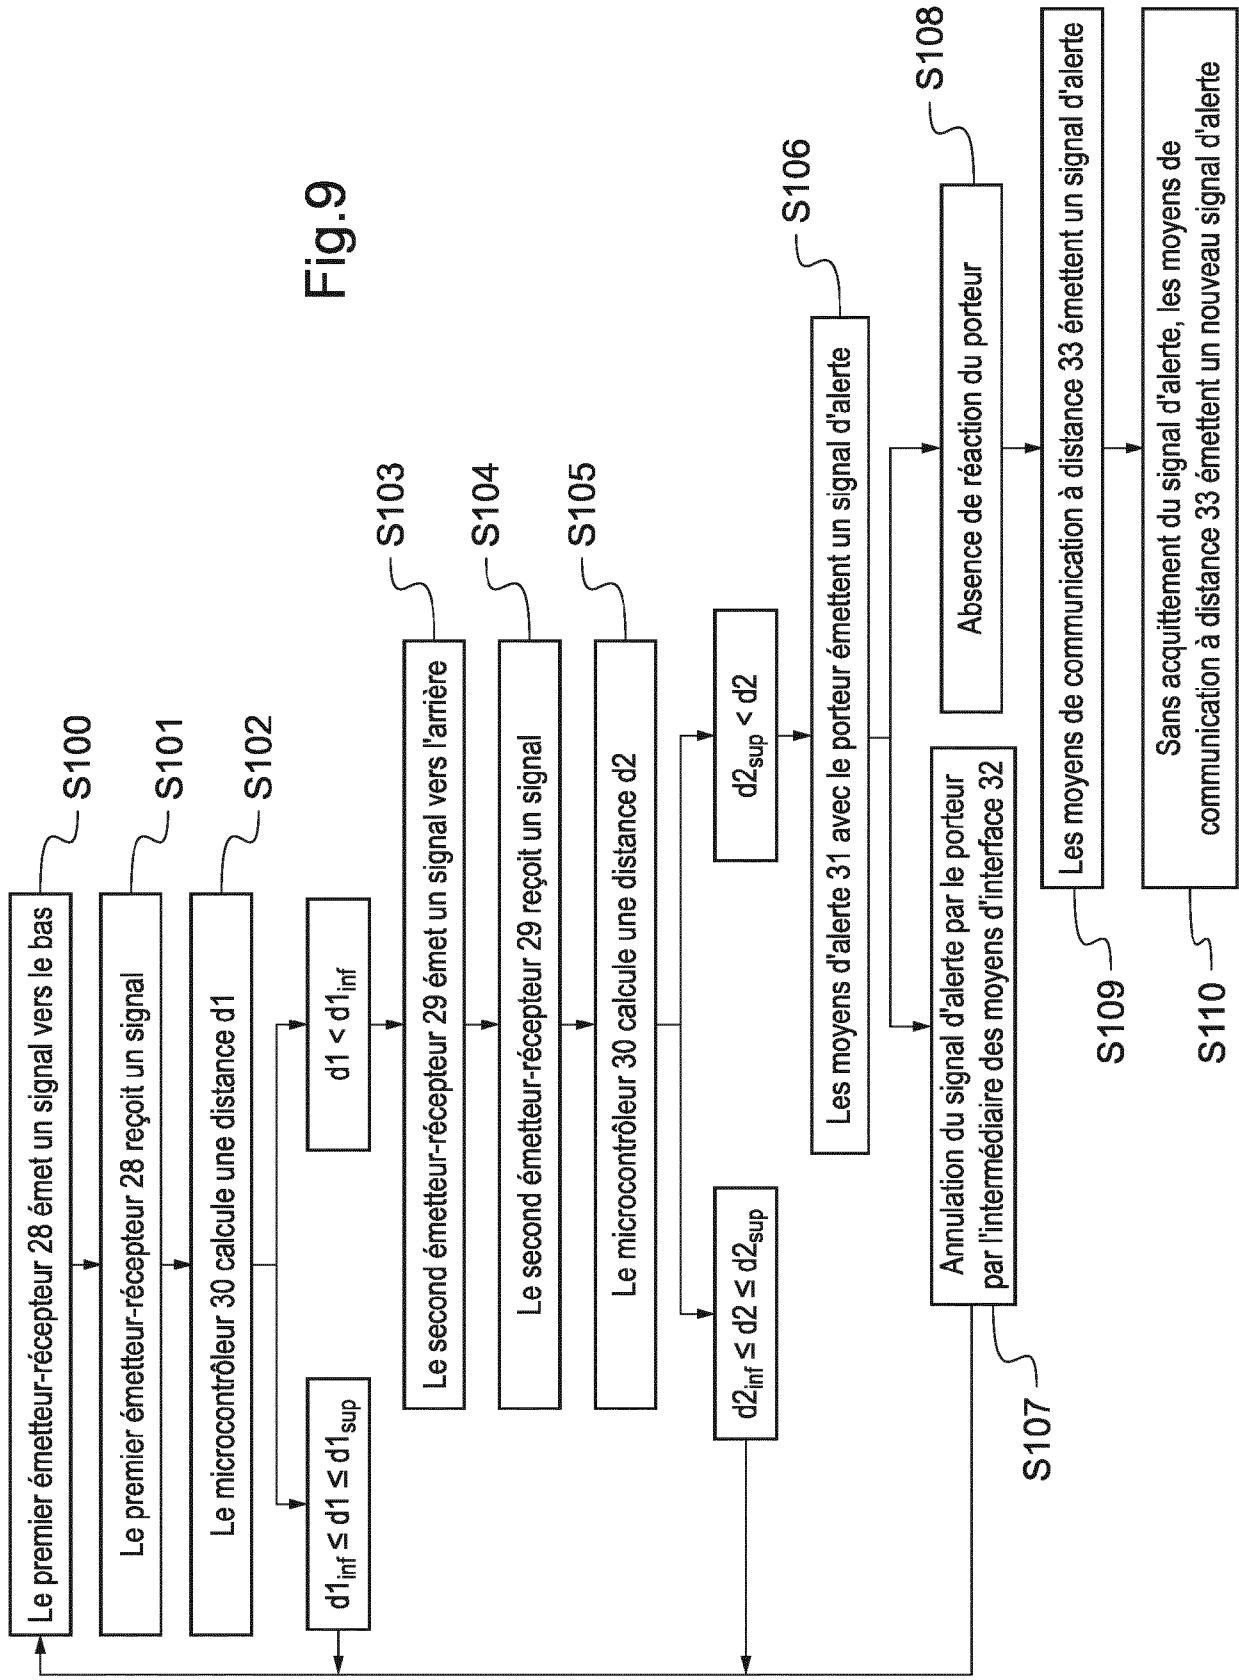 Le premier émetteur-récepteur 28 émet un signal vers le bas
S100
Le premier émetteur-récepteur 28 reçoit un signal
S101
Le microcontrôleur 30 calcule une distance d1
S102
d1inf ≤ d1 ≤ d1sup
d1 < d1inf
Fig.9
Le second émetteur-récepteur 29 émet un signal vers l'arrière
S103
Le second émetteur-récepteur 29 reçoit un signal
S104
Le microcontrôleur 30 calcule une distance d2
S105
d2inf ≤ d2 ≤ d2sup
d2sup < d2
Les moyens d'alerte 31 avec le porteur émettent un signal d'alerte
S106
Annulation du signal d'alerte par le porteur
par l'intermédiaire des moyens d'interface 32
S107
Absence de réaction du porteur
S108
Les moyens de communication à distance 33 émettent un signal d'alerte
S109
Sans acquittement du signal d'alerte, les moyens de
communication à distance 33 émettent un nouveau signal d'alerte
S110